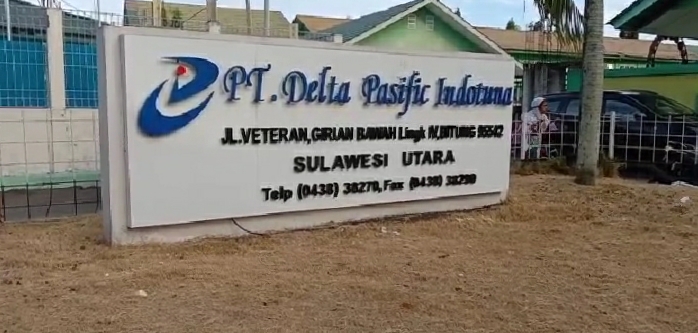 PT. Delta Pasific Indotuna
JL.VETERAN,GIRIAN BAWAH Lingk IV,BITUNG 95542
SULAWESI UTARA
Telp (0438) 38270, Fax (0438) 38290